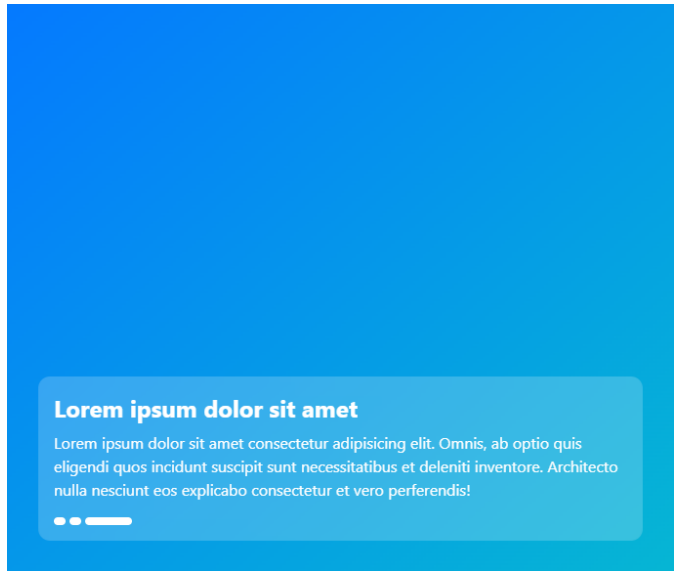 Lorem ipsum dolor sit amet
Lorem ipsum dolor sit amet consectetur adipisicing elit. Omnis, ab optio quis
eligendi quos incidunt suscipit sunt necessitatibus et deleniti inventore. Architecto
nulla nesciunt eos explicabo consectetur et vero perferendis!